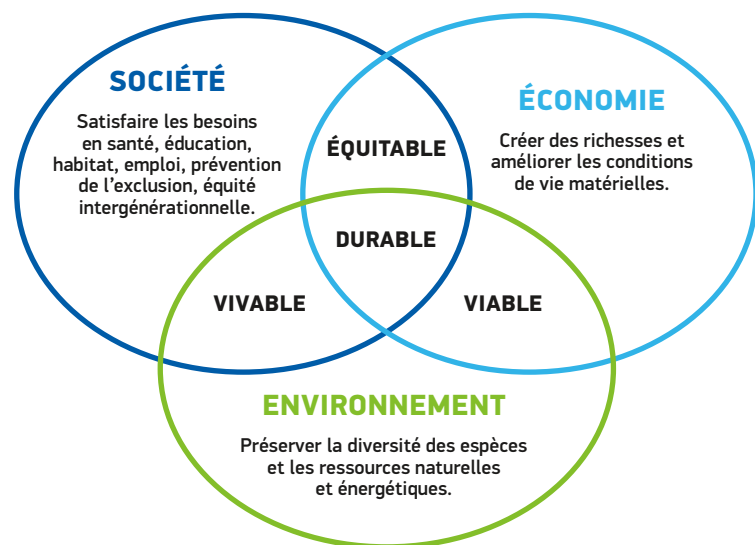 SOCIÉTÉ
Satisfaire les besoins
en santé, éducation,
habitat, emploi, prévention
de l’exclusion, équité
intergénérationnelle.
ÉCONOMIE
Créer des richesses et
améliorer les conditions
de vie matérielles.
ÉQUITABLE
DURABLE
VIVABLE
VIABLE
ENVIRONNEMENT
Préserver la diversité des espèces
et les ressources naturelles
et énergétiques.